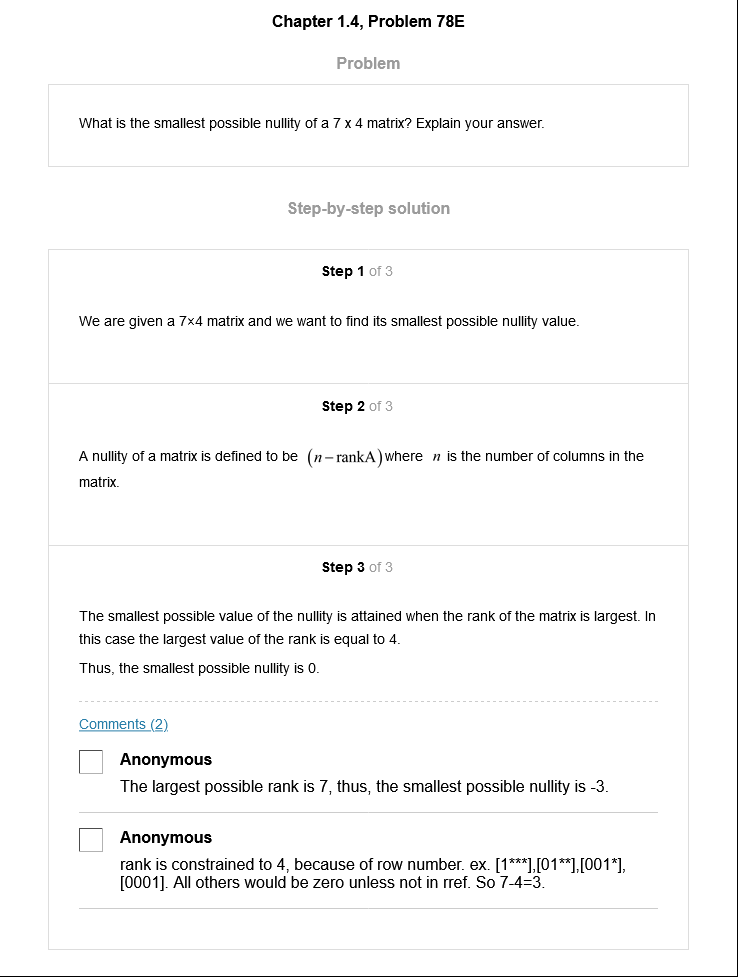 Chapter 1.4, Problem 78E
Problem
What is the smallest possible nullity of a 7 x 4 matrix? Explain your answer.
Step-by-step solution
Step 1 of 3
We are given a 7×4 matrix and we want to find its smallest possible nullity value.
Step 2 of 3
A nullity of a matrix is defined to be (n − rankA) where n is the number of columns in the
matrix.
Step 3 of 3
The smallest possible value of the nullity is attained when the rank of the matrix is largest. In
this case the largest value of the rank is equal to 4.
Thus, the smallest possible nullity is 0.
Comments (2)
Anonymous
The largest possible rank is 7, thus, the smallest possible nullity is -3.
Anonymous
rank is constrained to 4, because of row number. ex. [1***],[01**],[001*],
[0001]. All others would be zero unless not in rref. So 7-4=3.